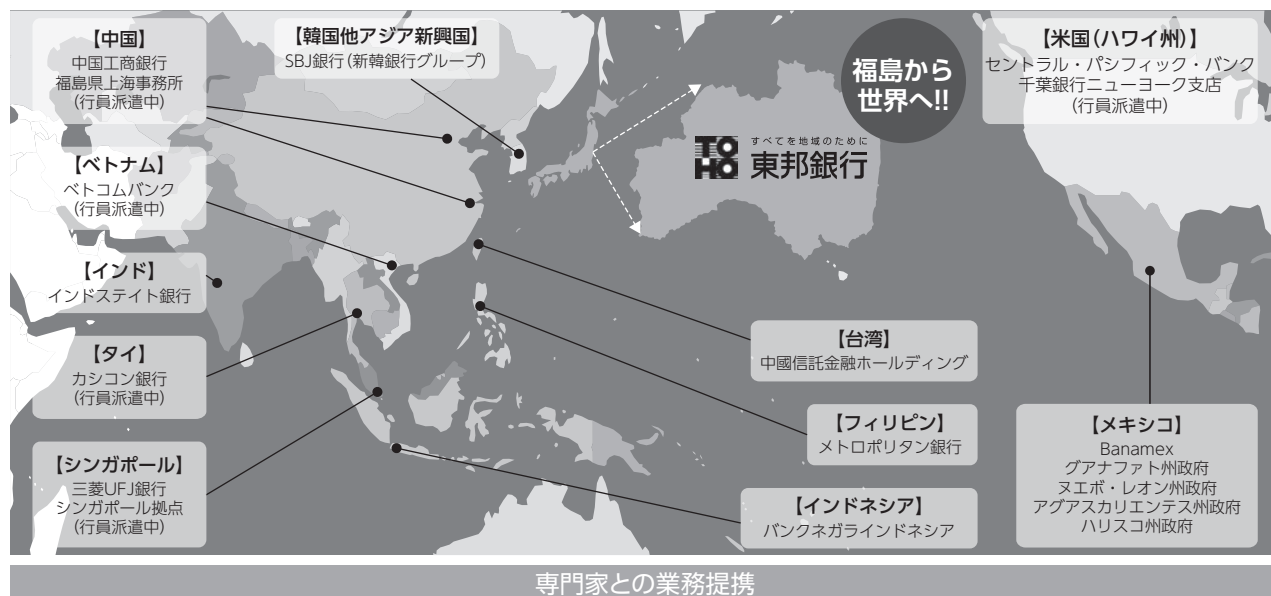 【中国】
中国工商銀行
福島県上海事務所
（行員派遣中）
【韓国他アジア新興国】
SBJ銀行（新韓銀行グループ）
福島から
世界へ!!
【米国（ハワイ州）】
セントラル・パシフィック・バンク
千葉銀行ニューヨーク支店
（行員派遣中）
TO
HO
すべてを地域のために
東邦銀行
【ベトナム】
ベトコムバンク
（行員派遣中）
【インド】
インドステイト銀行
【タイ】
カシコン銀行
（行員派遣中）
【シンガポール】
三菱UFJ銀行
シンガポール拠点
（行員派遣中）
【台湾】
中國信託金融ホールディング
【フィリピン】
メトロポリタン銀行
【インドネシア】
バンクネガラインドネシア
【メキシコ】
Banamex
グアナファト州政府
ヌエボ・レオン州政府
アグアスカリエンテス州政府
ハリスコ州政府
専門家との業務提携